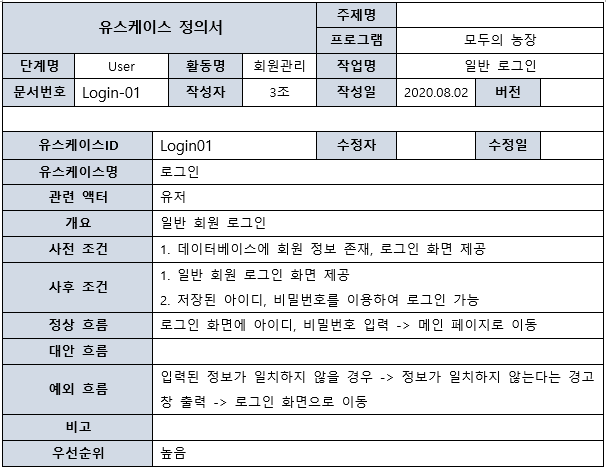 유스케이스 정의서
주제명
프로그램 모두의 농장
단계명 User 활동명 회원관리 작업명 일반 로그인
문서번호 Login-01 작성자 3조 작성일 2020.08.02 버전
유스케이스ID Login01 수정자 수정일
유스케이스명 로그인
관련 액터 유저
개요 일반 회원 로그인
사전 조건 1. 데이터베이스에 회원 정보 존재, 로그인 화면 제공
사후 조건 1. 일반 회원 로그인 화면 제공
2. 저장된 아이디, 비밀번호를 이용하여 로그인 가능
정상 흐름 로그인 화면에 아이디, 비밀번호 입력 -> 메인 페이지로 이동
대안 흐름
예외 흐름 입력된 정보가 일치하지 않을 경우 -> 정보가 일치하지 않는다는 경고
창 출력 -> 로그인 화면으로 이동
비고
우선순위 높음